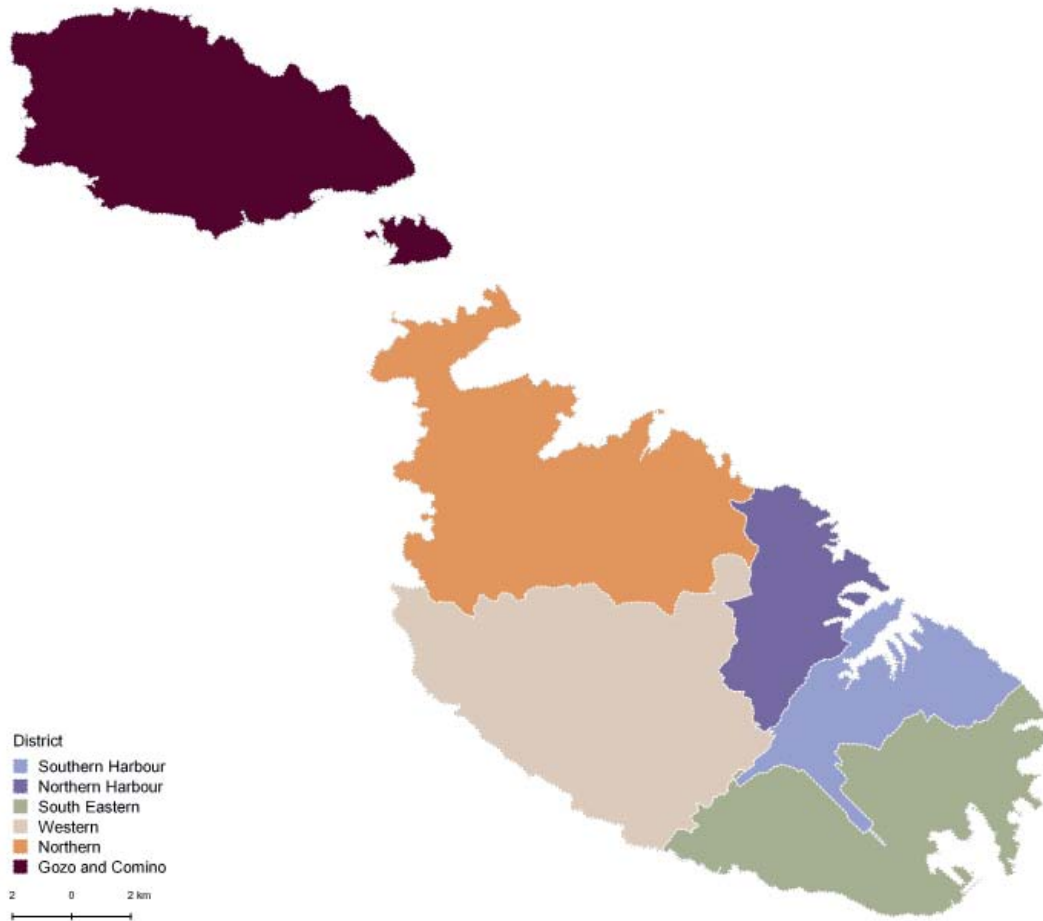 District
Southern Harbour
Northern Harbour
South Eastern
Western
Northern
Gozo and Comino
2 0 2 km